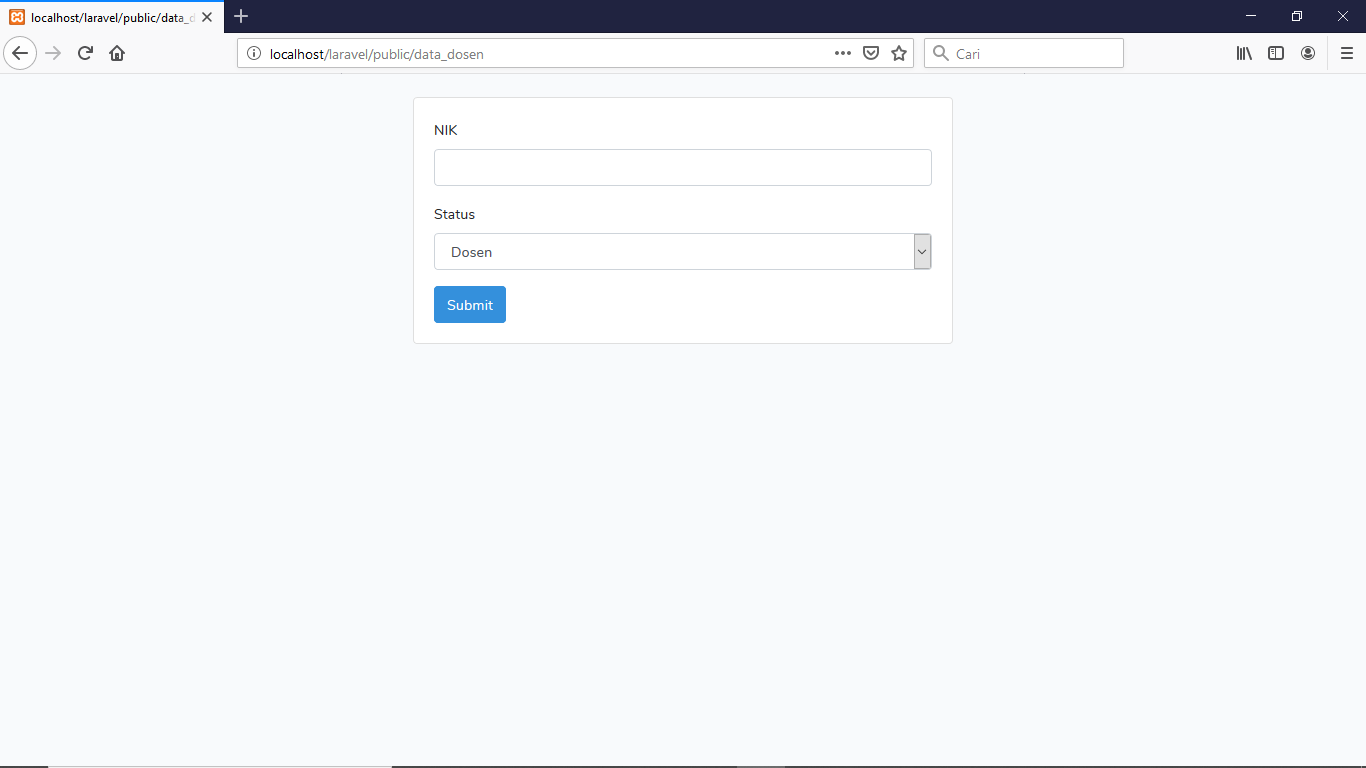 localhost/laravel/public/data_d
localhost/laravel/public/data_dosen
Cari
NIK
Status
Dosen
Submit